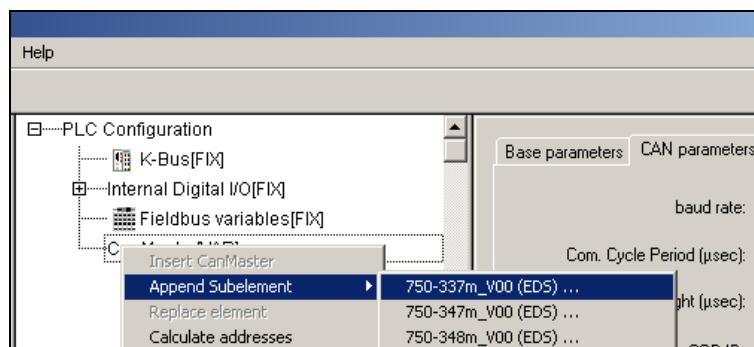 Help
PLC Configuration
K-Bus[FIX]
Internal Digital I/O[FIX]
Fieldbus variables[FIX]
Insert CanMaster
Append Subelement
Replace element
Calculate addresses
750-337m_V00 (EDS) ...
750-347m_V00 (EDS) ...
750-348m_V00 (EDS) ...
Base parameters
CAN parameters
baud rate:
Com. Cycle Period (µsec):
ght (µsec):